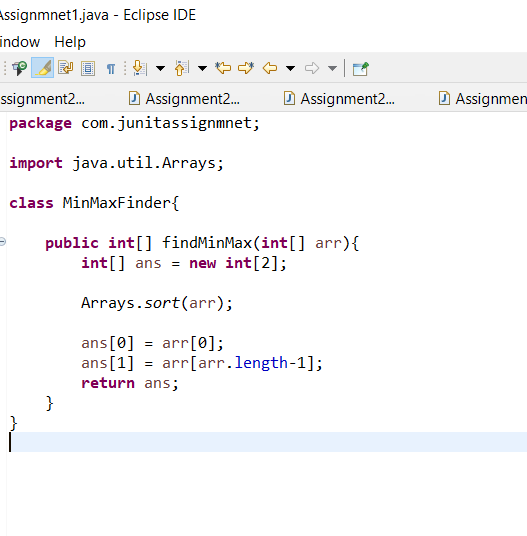 Assignmnet1.java - Eclipse IDE
indow Help
ssignment2... Assignment2... Assignment2... Assignmen
package com.junitassignmnet;
import java.util.Arrays;
class MinMaxFinder{
public int[] findMinMax(int[] arr){
int[] ans = new int[2];
Arrays.sort(arr);
ans[0] = arr[0];
ans[1] = arr[arr.length-1];
return ans;
}
}